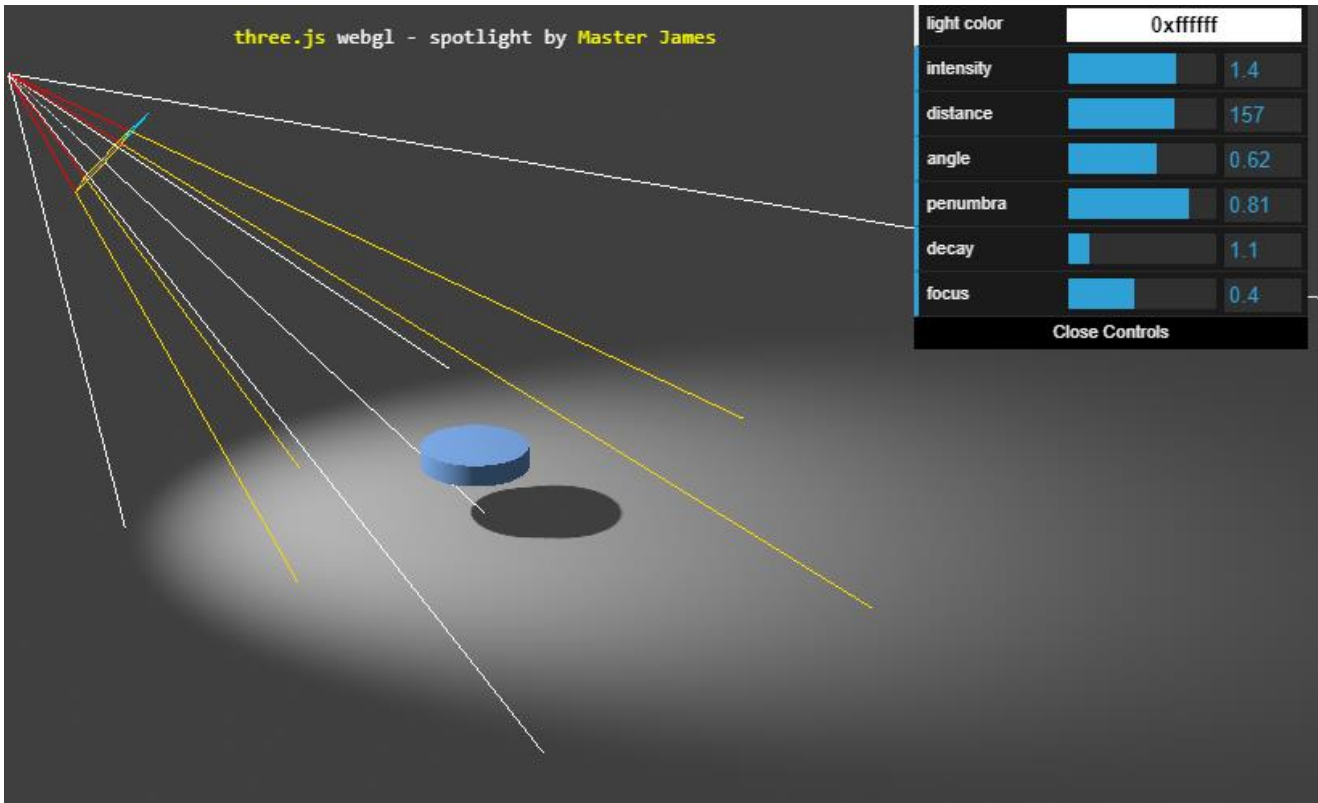 three.js webgl - spotlight by Master James
light color 0xffffff
intensity 1.4
distance 157
angle 0.62
penumbra 0.81
decay 1.1
focus 0.4
Close Controls